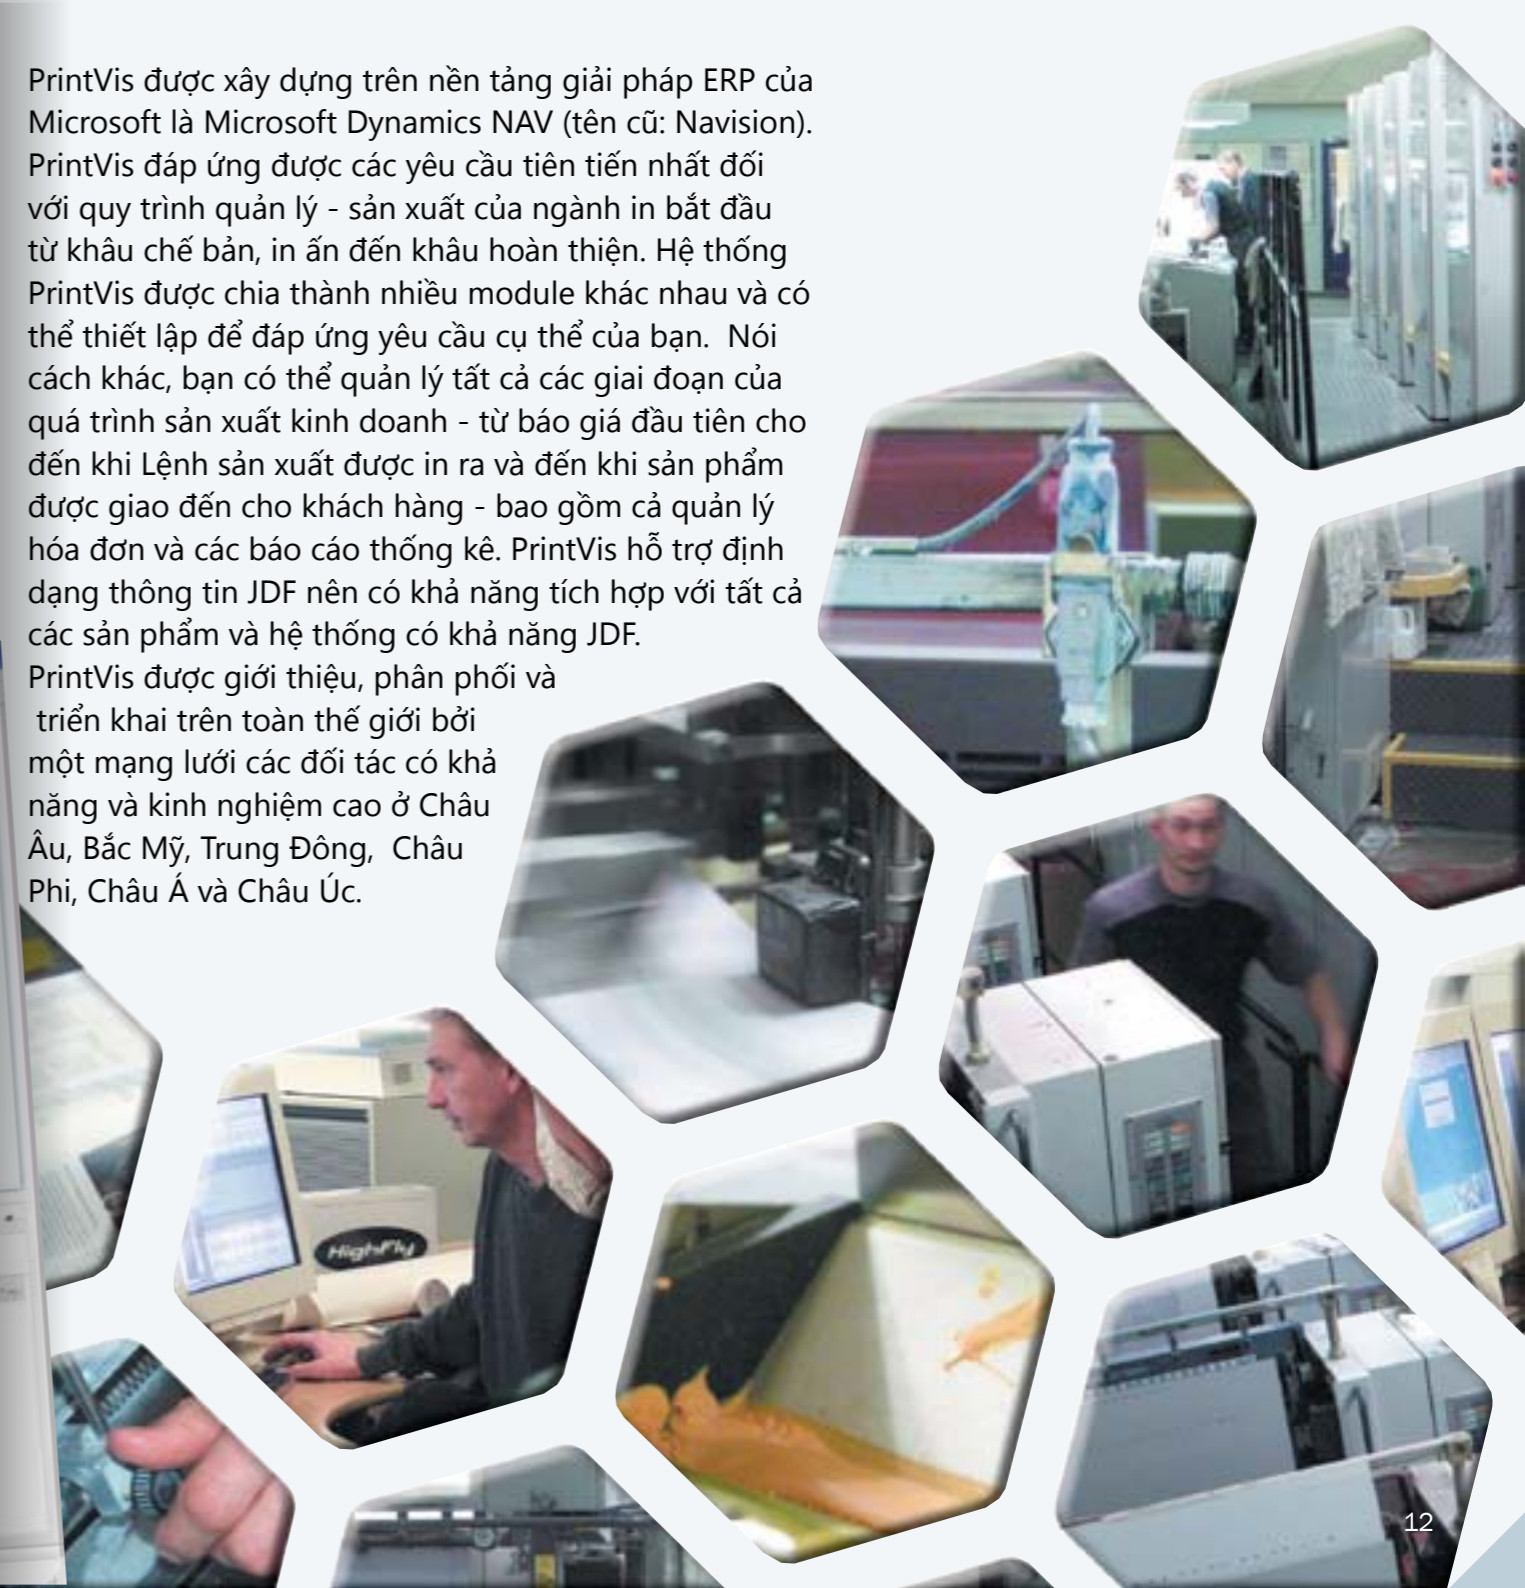 PrintVis được xây dựng trên nền tảng giải pháp ERP của
Microsoft là Microsoft Dynamics NAV (tên cũ: Navision).
PrintVis đáp ứng được các yêu cầu tiên tiến nhất đối
với quy trình quản lý - sản xuất của ngành in bắt đầu
từ khâu chế bản, in ấn đến khâu hoàn thiện. Hệ thống
PrintVis được chia thành nhiều module khác nhau và có
thể thiết lập để đáp ứng yêu cầu cụ thể của bạn.  Nói
cách khác, bạn có thể quản lý tất cả các giai đoạn của
quá trình sản xuất kinh doanh - từ báo giá đầu tiên cho
đến khi Lệnh sản xuất được in ra và đến khi sản phẩm
được giao đến cho khách hàng - bao gồm cả quản lý
hóa đơn và các báo cáo thống kê. PrintVis hỗ trợ định
dạng thông tin JDF nên có khả năng tích hợp với tất cả
các sản phẩm và hệ thống có khả năng JDF.
PrintVis được giới thiệu, phân phối và
triển khai trên toàn thế giới bởi
một mạng lưới các đối tác có khả
năng và kinh nghiệm cao ở Châu
Âu, Bắc Mỹ, Trung Đông,  Châu
Phi, Châu Á và Châu Úc.
HighFly
12